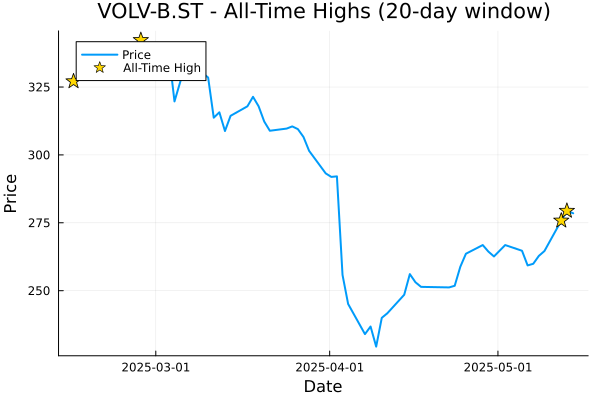 VOLV-B.ST - All-Time Highs (20-day window)
Price
All-Time High
325
300
275
250
Price
2025-03-01
2025-04-01
2025-05-01
Date